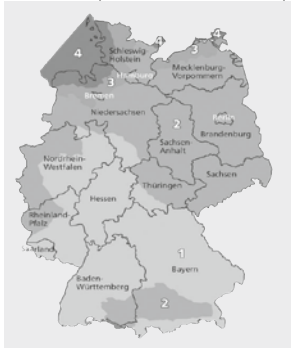 4
4
4
3
Schleswig-
Holstein
Hamburg
Mecklenburg-
Vorpommern
3
Bremen
Niedersachsen
2
Berlin
Brandenburg
Sachsen-
Anhalt
Nordrhein-
Westfalen
Sachsen
Thüringen
Hessen
Rheinland-
Pfalz
Saarland
1
Bayern
Baden-
Württemberg
2